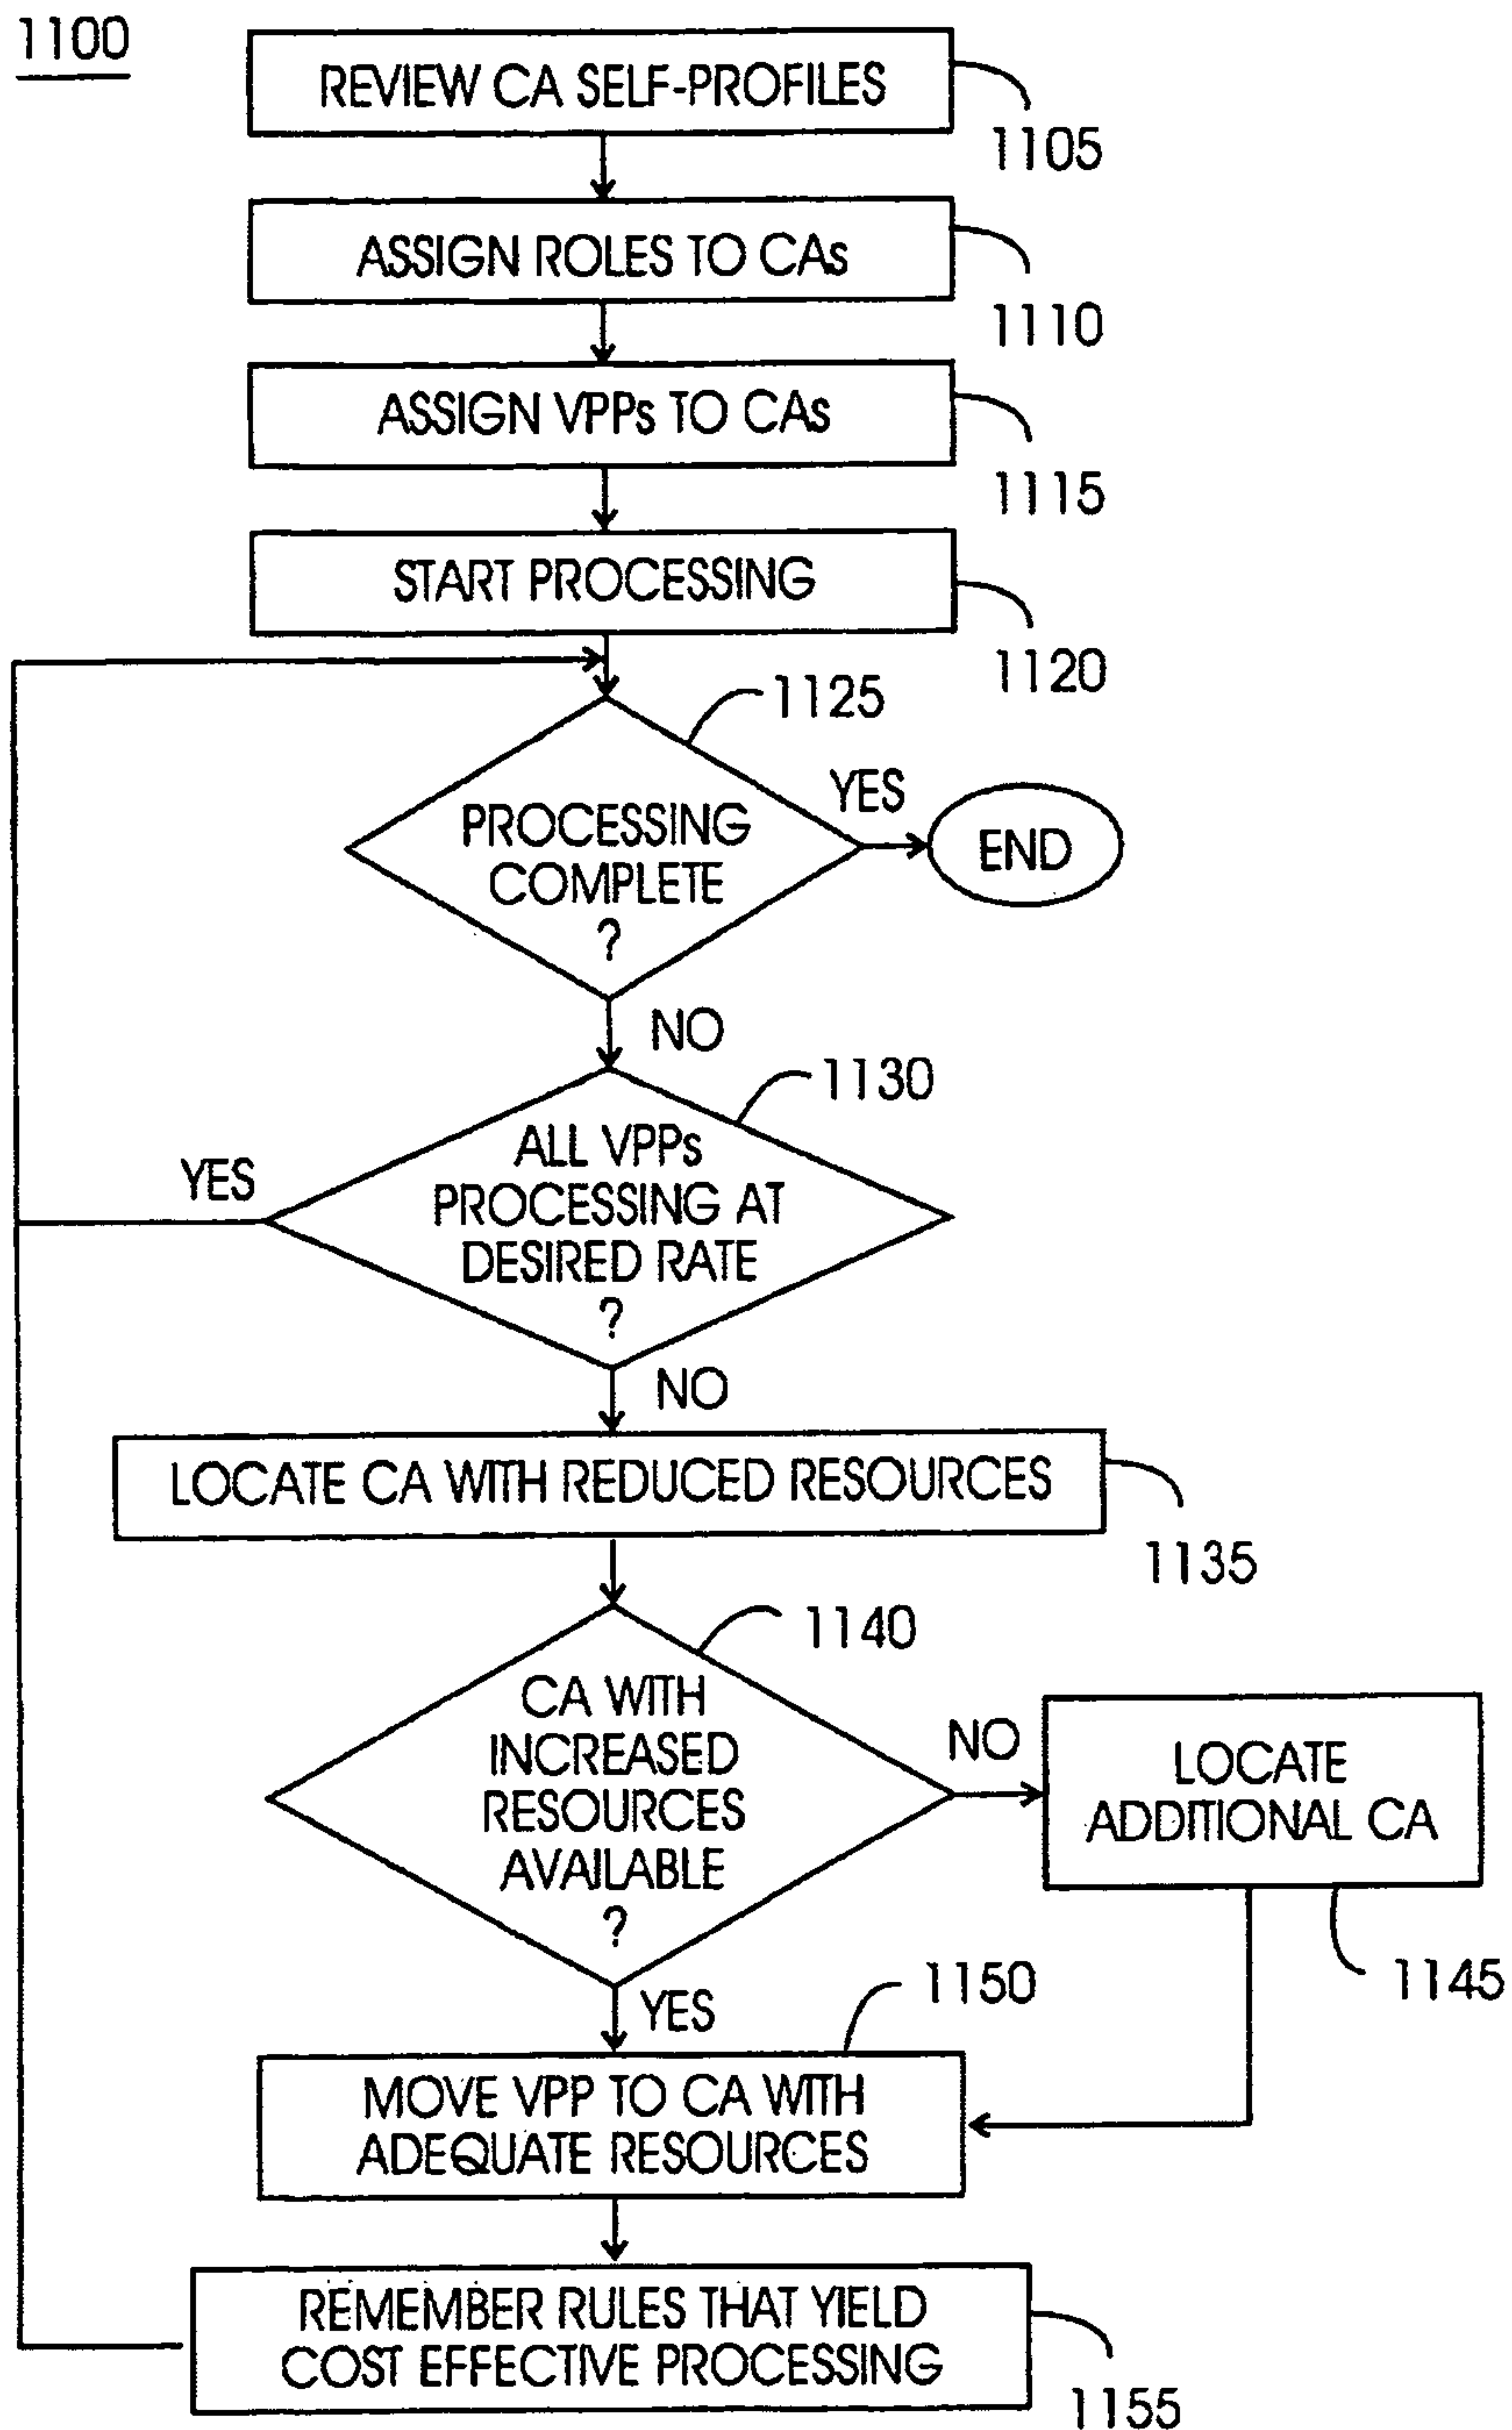 1100
REVIEW CA SELF-PROFILES
1105
ASSIGN ROLES TO CAs
1110
ASSIGN VPPs TO CAs
1115
START PROCESSING
1120
1125
PROCESSING
COMPLETE
?
YES
END
NO
1130
ALL VPPs
PROCESSING AT
DESIRED RATE
?
YES
NO
LOCATE CA WITH REDUCED RESOURCES
1135
1140
CA WITH
INCREASED
RESOURCES
AVAILABLE
?
NO
LOCATE
ADDITIONAL CA
1145
YES
1150
MOVE VPP TO CA WITH
ADEQUATE RESOURCES
REMEMBER RULES THAT YIELD
COST EFFECTIVE PROCESSING
1155